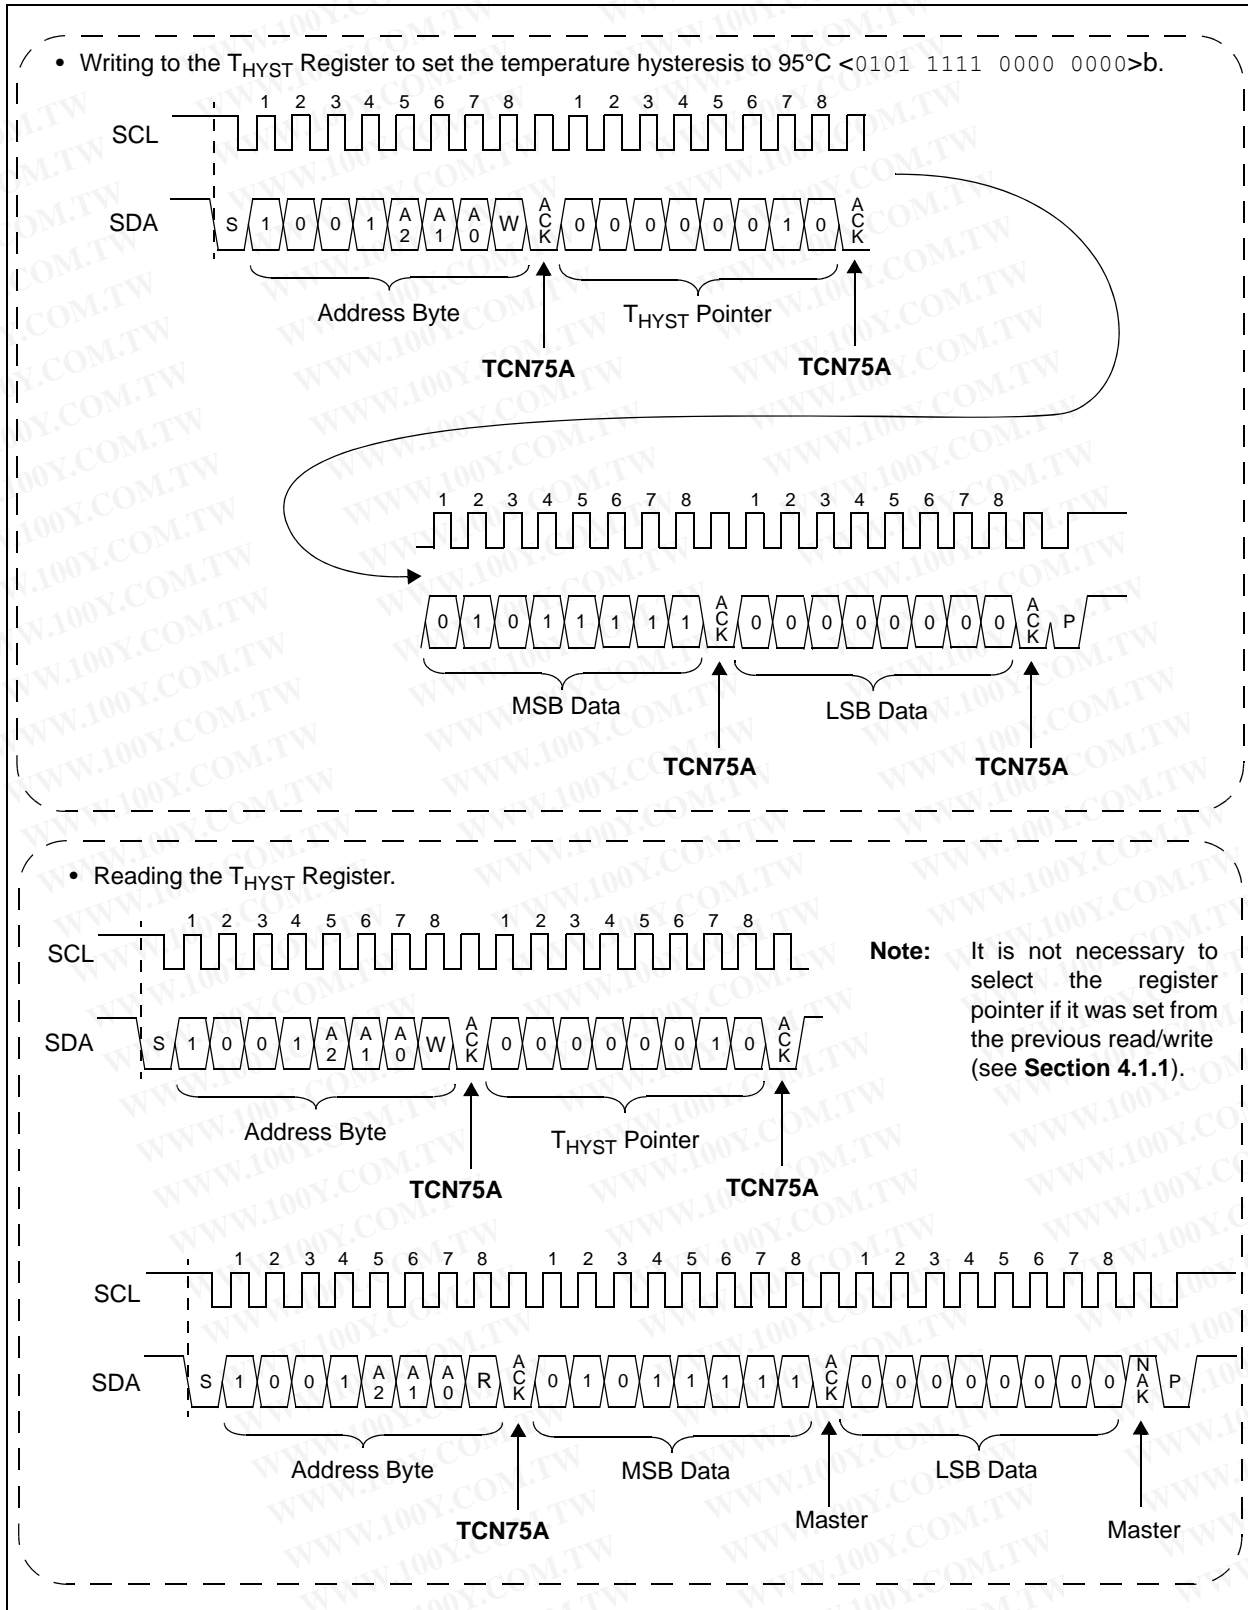 • Writing to the THYST Register to set the temperature hysteresis to 95°C <0101 1111 0000 0000>b.
1 2 3 4 5 6 7 8 1 2 3 4 5 6 7 8
SCL
SDA S 1 0 0 1 A2 A1 A0 W ACK 0 0 0 0 0 0 1 0 ACK
Address Byte THYST Pointer
TCN75A TCN75A
1 2 3 4 5 6 7 8 1 2 3 4 5 6 7 8
0 1 0 1 1 1 1 1 ACK 0 0 0 0 0 0 0 0 ACK P
MSB Data LSB Data
TCN75A TCN75A
• Reading the THYST Register.
1 2 3 4 5 6 7 8 1 2 3 4 5 6 7 8
SCL
SDA S 1 0 0 1 A2 A1 A0 W ACK 0 0 0 0 0 0 1 0 ACK
Address Byte THYST Pointer
TCN75A TCN75A
Note: It is not necessary to
select the register
pointer if it was set from
the previous read/write
(see Section 4.1.1).
1 2 3 4 5 6 7 8 1 2 3 4 5 6 7 8 1 2 3 4 5 6 7 8
SCL
SDA S 1 0 0 1 A2 A1 A0 R ACK 0 1 0 1 1 1 1 1 ACK 0 0 0 0 0 0 0 0 NAK P
Address Byte MSB Data LSB Data
TCN75A Master Master
WWW.100Y.COM.TW